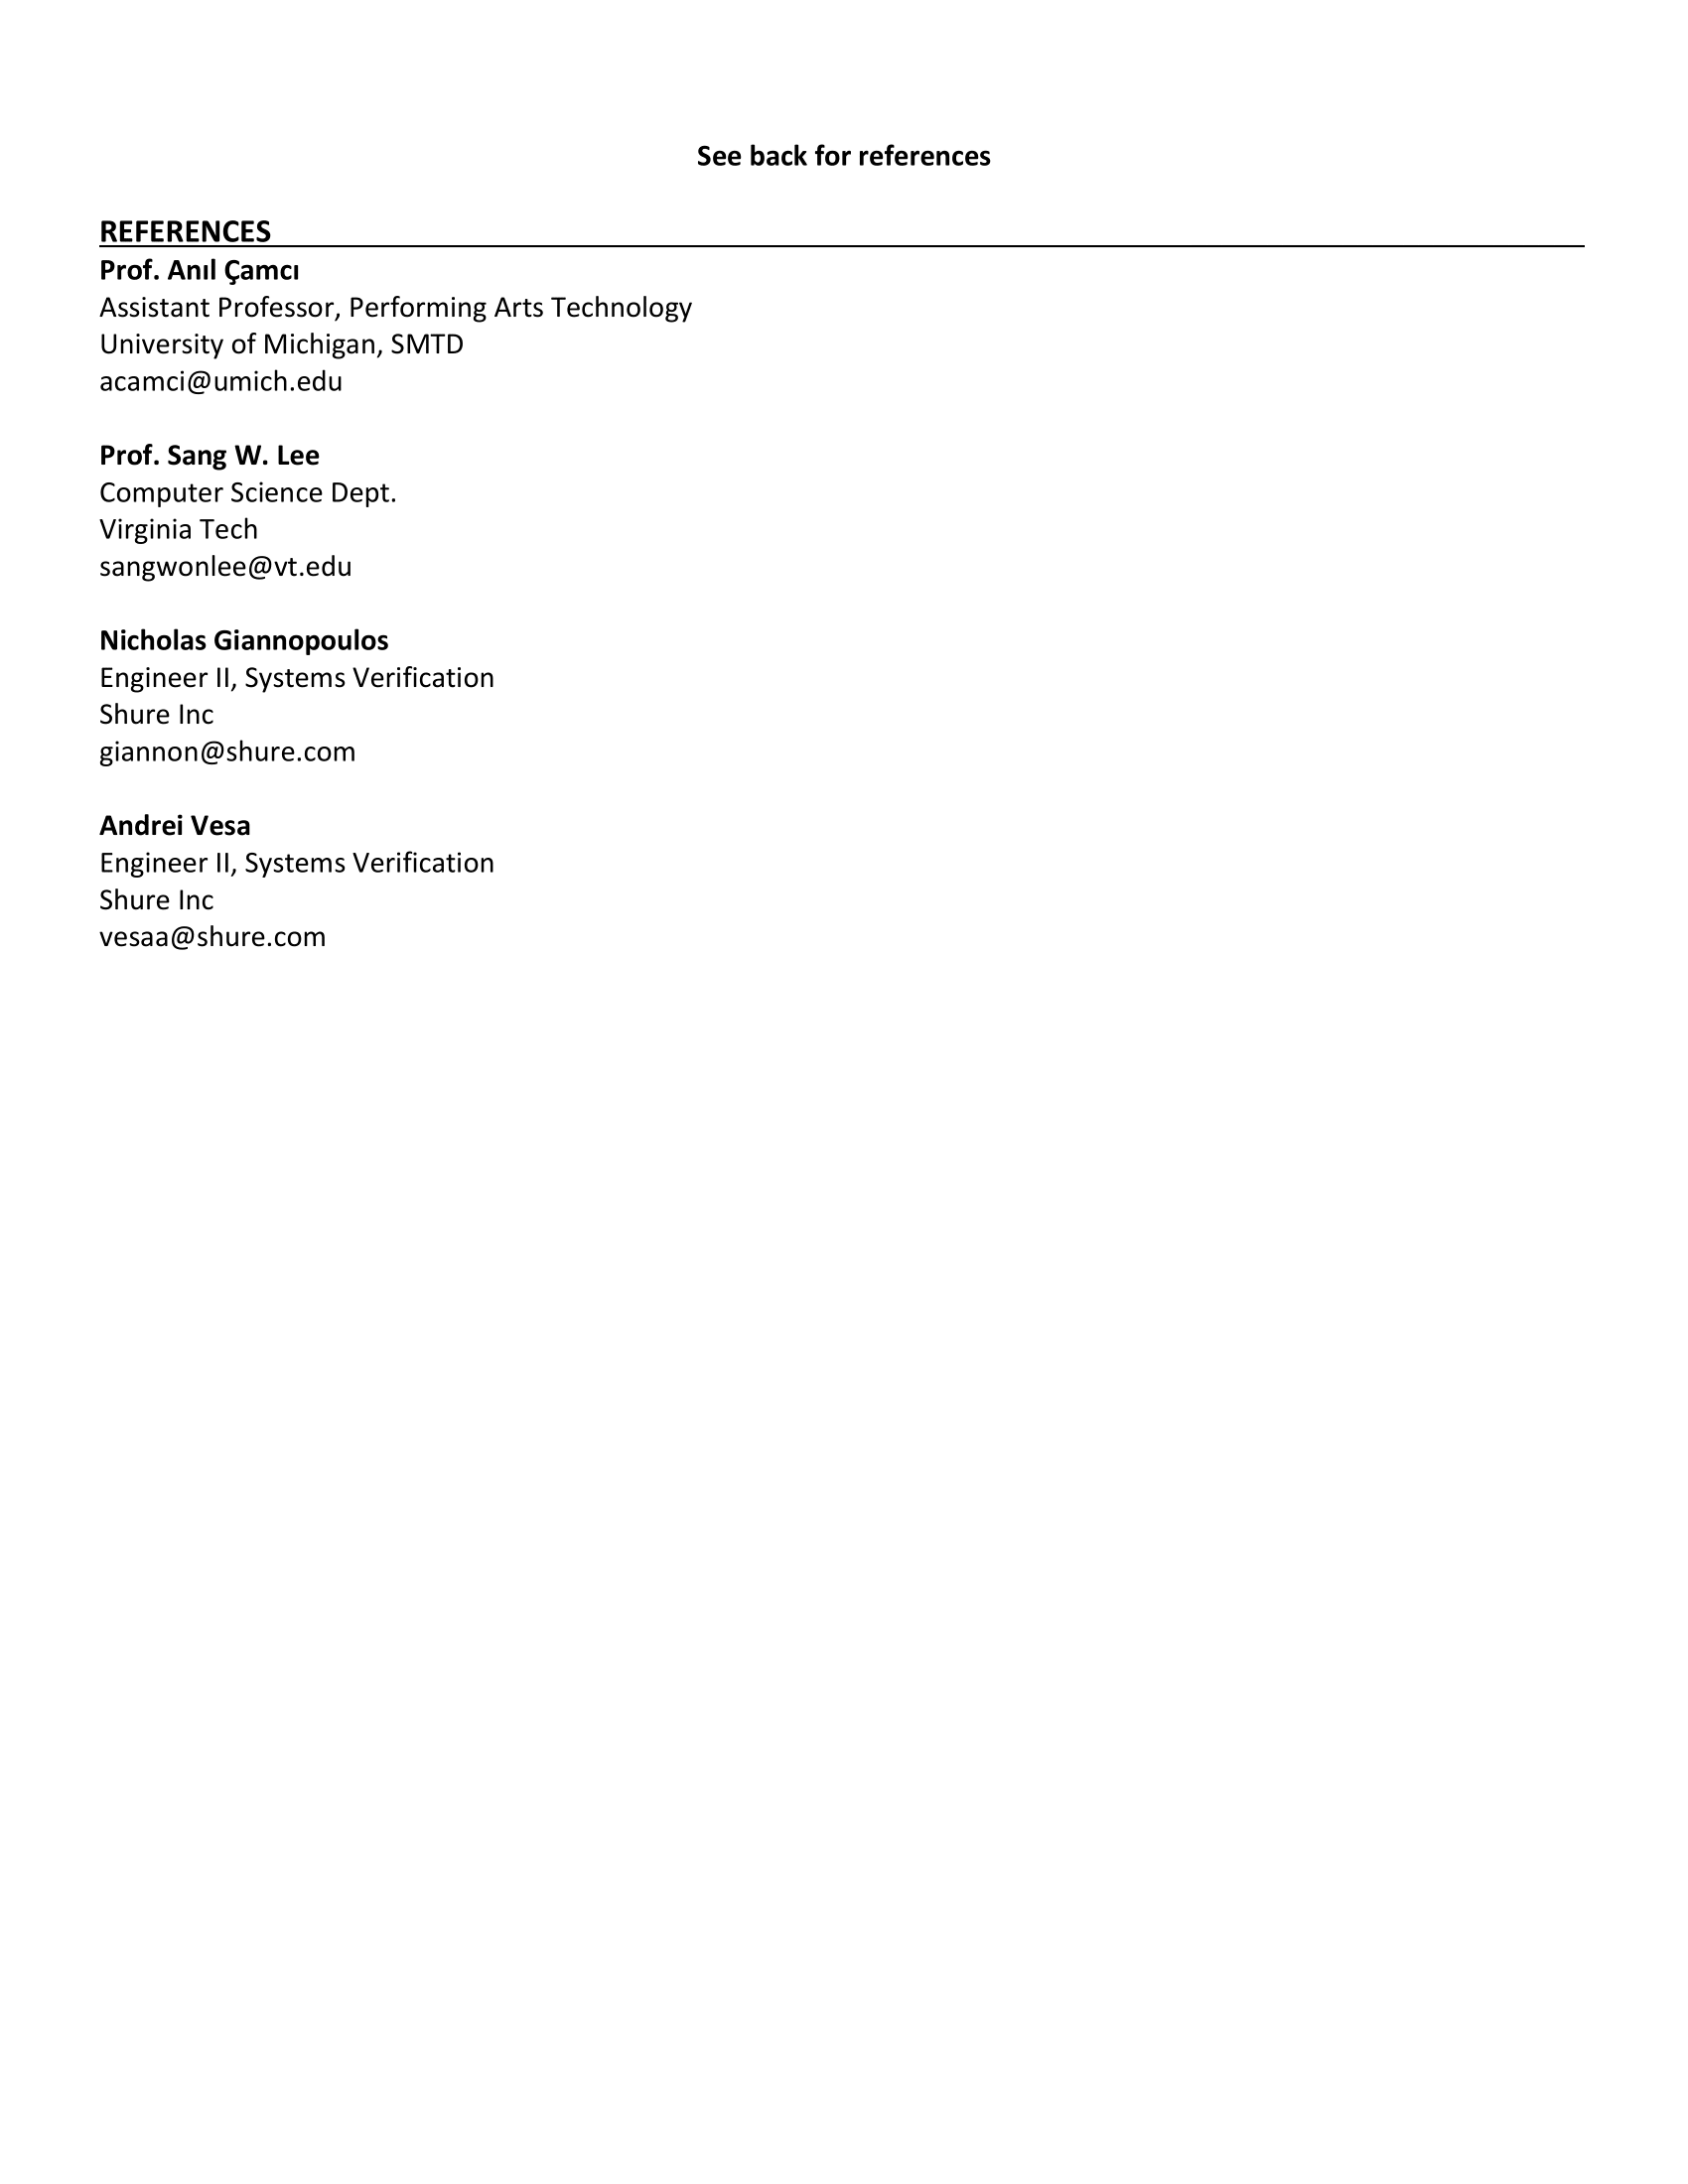 See back for references
REFERENCES
Prof. Anıl Çamcı
Assistant Professor, Performing Arts Technology
University of Michigan, SMTD
acamci@umich.edu
Prof. Sang W. Lee
Computer Science Dept.
Virginia Tech
sangwonlee@vt.edu
Nicholas Giannopoulos
Engineer II, Systems Verification
Shure Inc
giannon@shure.com
Andrei Vesa
Engineer II, Systems Verification
Shure Inc
vesaa@shure.com